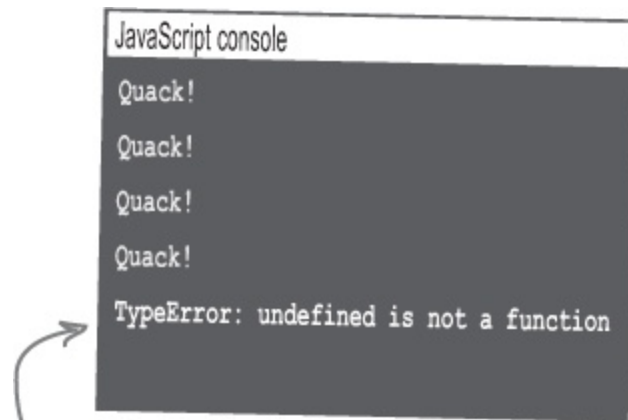 JavaScript console
Quack!
Quack!
Quack!
Quack!
TypeError: undefined is not a function